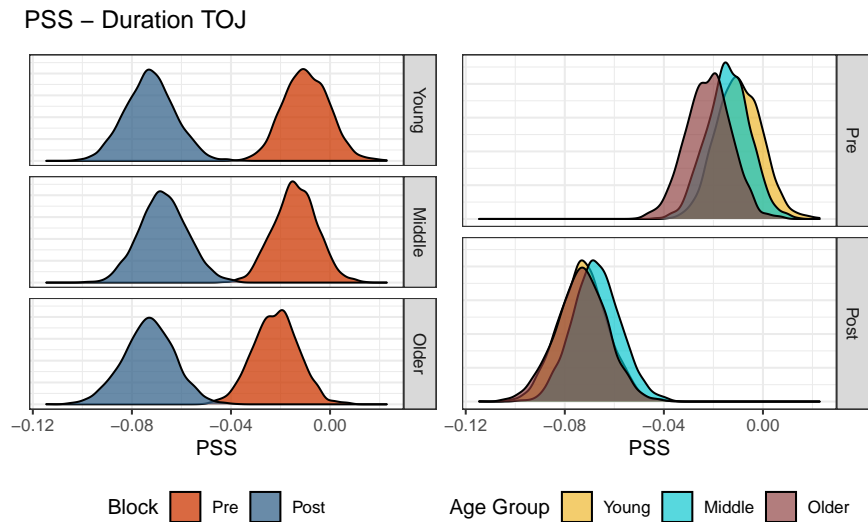 PSS – Duration TOJ
Young
Middle
Older
−0.12 −0.08 −0.04 0.00
PSS
Block Pre Post
Pre
Post
−0.12 −0.08 −0.04 0.00
PSS
Age Group Young Middle Older